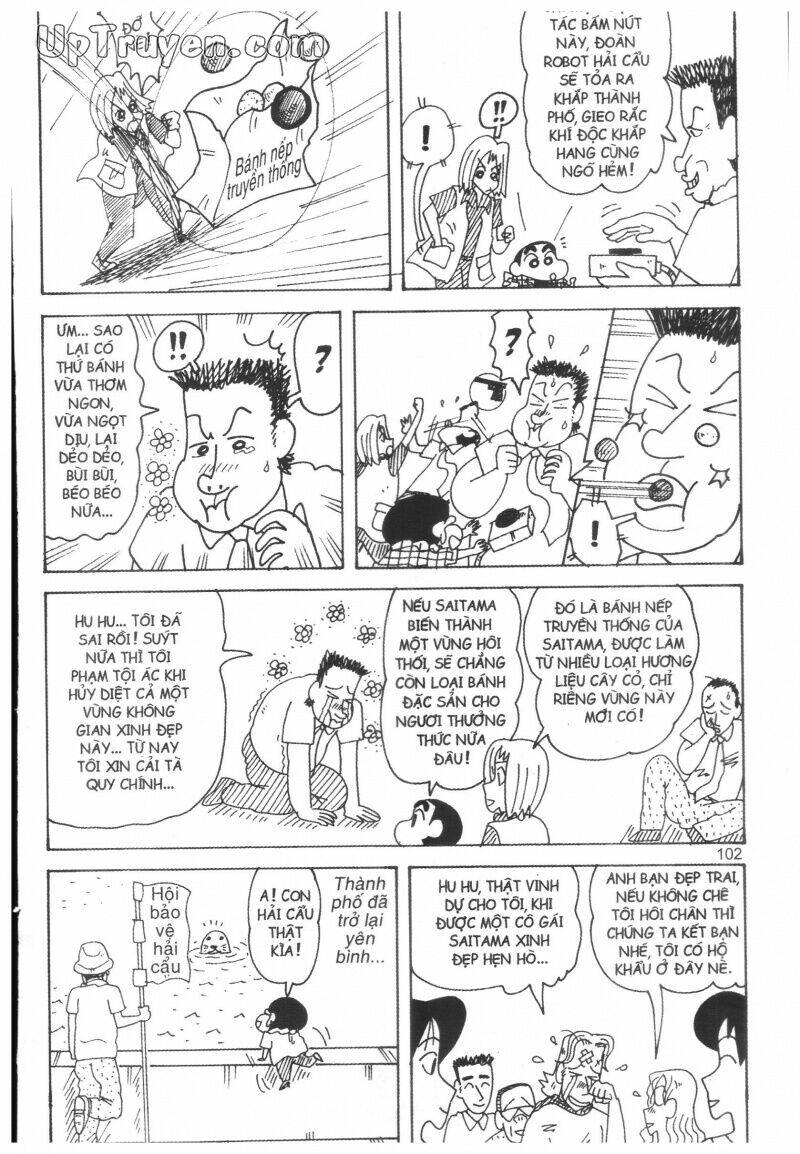 UpTruyen.com
ĐỒ
Bánh nếp
truyền thống
TÁC BẤM NÚT
NÀY, ĐOÀN
ROBOT HẢI CẨU
SẼ TỎA RA
KHẮP THÀNH
PHỐ, GIEO RẮC
KHÍ ĐỘC KHẮP
HANG CÙNG
NGÕ HẺM!
!
!!
ƯM... SAO
LẠI CÓ
THỨ BÁNH
VỪA THƠM
NGON,
VỪA NGỌT
DỊU, LẠI
DẺO DẺO,
BÙI BÙI,
BÉO BÉO
NỮA...
!!
?
?
!
HU HU... TÔI ĐÃ
SAI RỒI! SUÝT
NỮA THÌ TÔI
PHẠM TỘI ÁC KHI
HỦY DIỆT CẢ MỘT
VÙNG KHÔNG
GIAN XINH ĐẸP
NÀY... TỪ NAY
TÔI XIN CẢI TÀ
QUY CHÍNH...
NẾU SAITAMA
BIẾN THÀNH
MỘT VŨNG HÔI
THỐI, SẼ CHẲNG
CÒN LOẠI BÁNH
ĐẶC SẢN CHO
NGƯƠI THƯỞNG
THỨC NỮA
ĐÂU!
ĐÓ LÀ BÁNH NẾP
TRUYỀN THỐNG CỦA
SAITAMA, ĐƯỢC LÀM
TỪ NHIỀU LOẠI HƯƠNG
LIỆU CÂY CỎ, CHỈ
RIÊNG VÙNG NÀY
MỚI CÓ!
102
Hội
bảo
vệ
hải
cẩu
A! CON
HẢI CẨU
THẬT
KÌA!
Thành
phố đã
trở lại
yên
bình...
HU HU, THẬT VINH
DỰ CHO TÔI, KHI
ĐƯỢC MỘT CÔ GÁI
SAITAMA XINH
ĐẸP HẸN HÒ...
ANH BẠN ĐẸP TRAI,
NẾU KHÔNG CHÊ
TÔI HÔI CHÂN THÌ
CHÚNG TA KẾT BẠN
NHÉ, TÔI CÓ HỘ
KHẨU Ở ĐÂY NÈ.